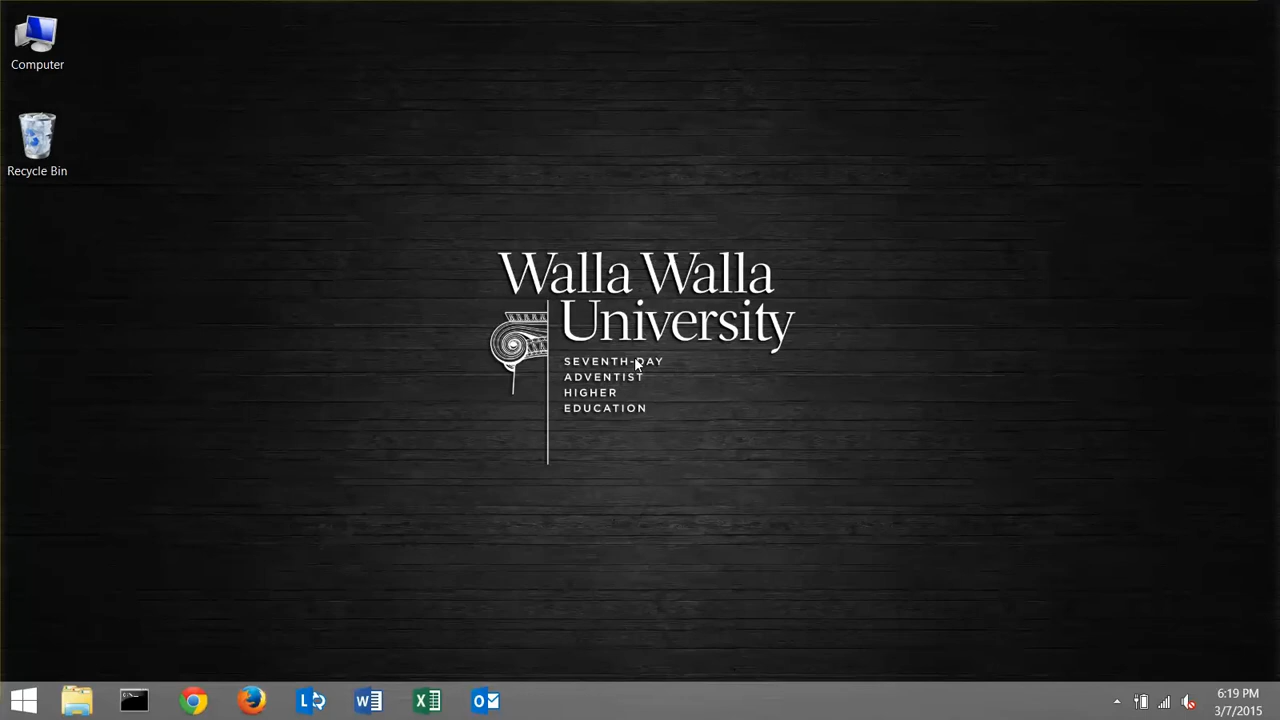 Computer
Recycle Bin
Walla Walla
University
SEVENTH-DAY
ADVENTIST
HIGHER
EDUCATION
6:19 PM
3/7/2015